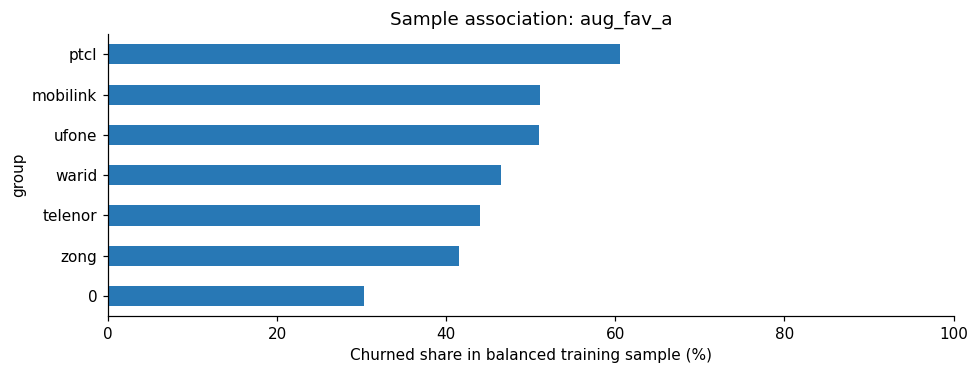 Sample association: aug_fav_a
ptcl
mobilink
ufone
warid
telenor
zong
0
group
0 20 40 60 80 100
Churned share in balanced training sample (%)